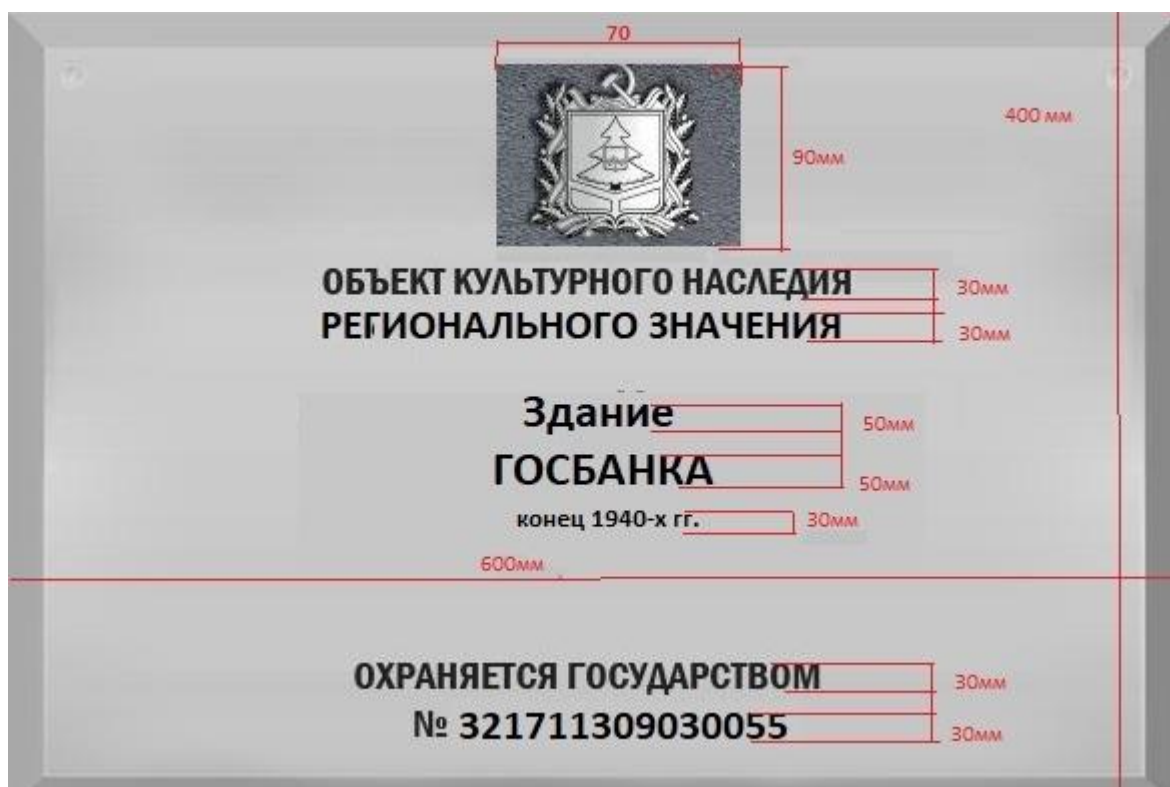 70
400 мм
90мм
ОБЪЕКТ КУЛЬТУРНОГО НАСЛЕДИЯ
30мм
РЕГИОНАЛЬНОГО ЗНАЧЕНИЯ
30мм
Здание
50мм
ГОСБАНКА
50мм
конец 1940-х гг.
30мм
600мм
ОХРАНЯЕТСЯ ГОСУДАРСТВОМ
30мм
№ 321711309030055
30мм